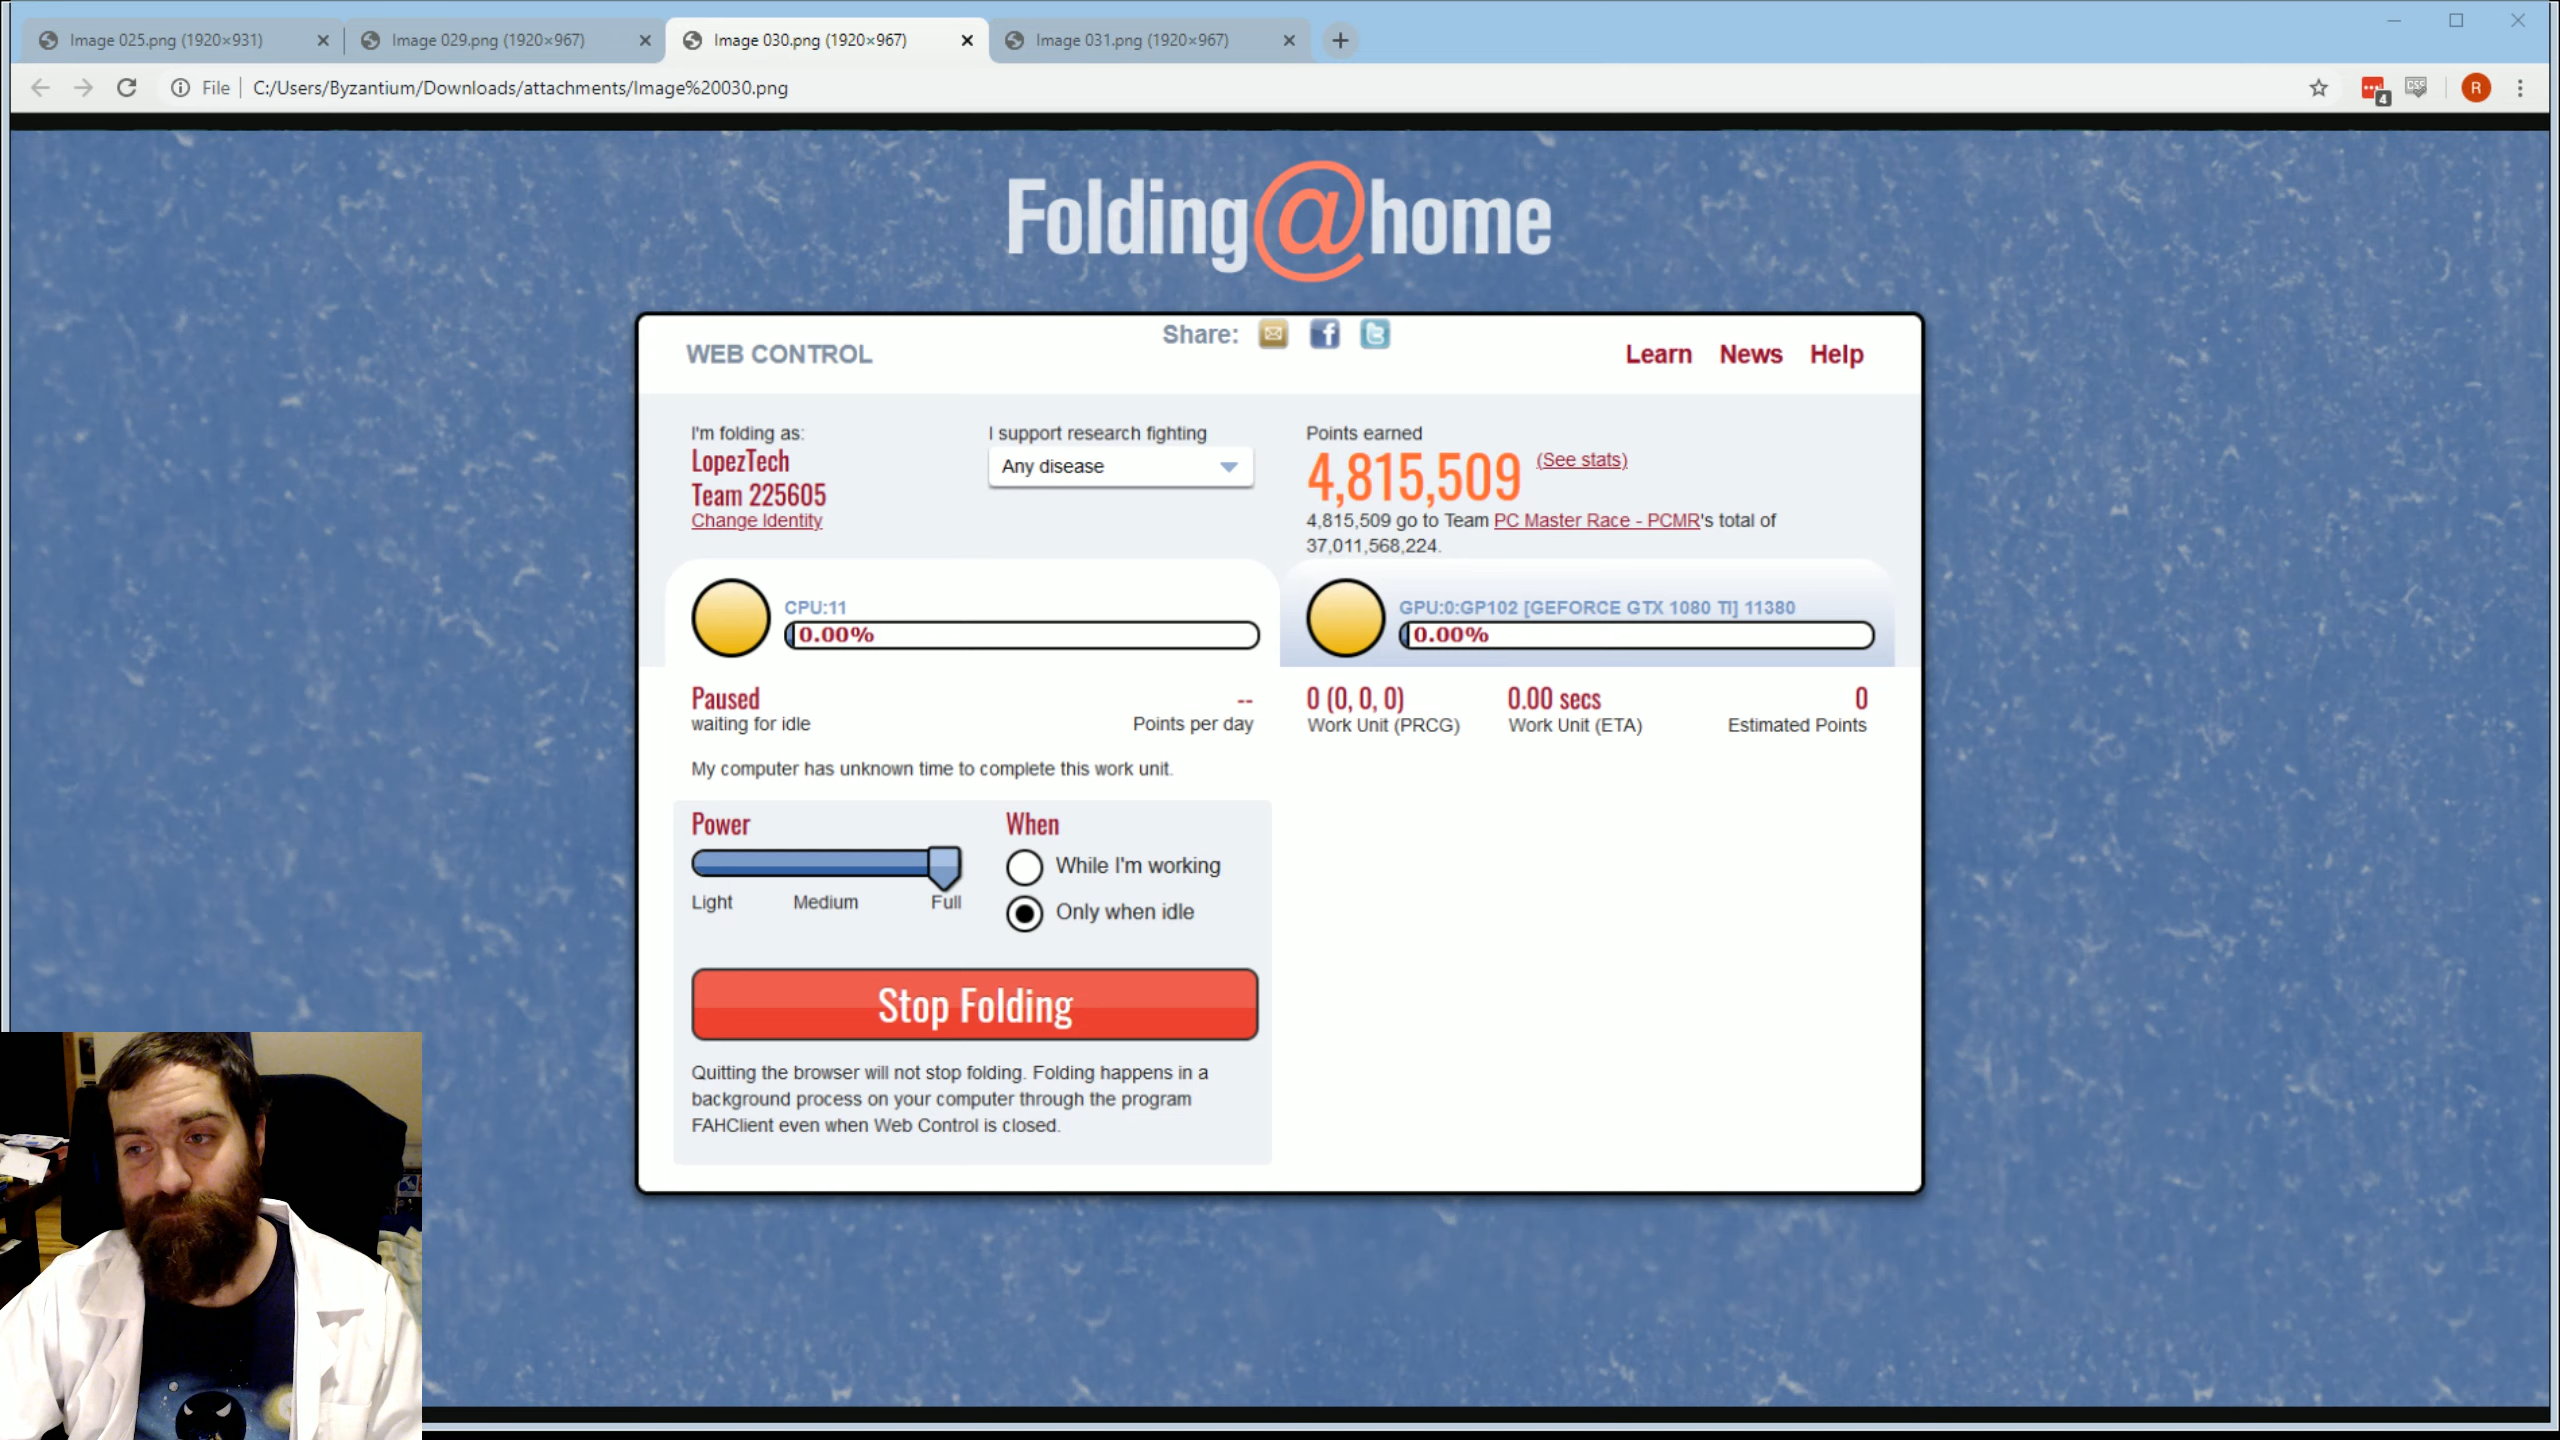 Image 025.png (1920×931)
Image 029.png (1920×967)
Image 030.png (1920×967)
Image 031.png (1920×967)
File
C:/Users/Byzantium/Downloads/attachments/Image%20030.png
4
CSS
R
Folding@home
WEB CONTROL
Share:
Learn News Help
I'm folding as:
LopezTech
Team 225605
Change Identity
I support research fighting
Any disease
Points earned
4,815,509 (See stats)
4,815,509 go to Team PC Master Race - PCMR's total of
37,011,568,224.
CPU:11
0.00%
GPU:0:GP102 [GEFORCE GTX 1080 TI] 11380
0.00%
Paused
waiting for idle
--
Points per day
0 (0, 0, 0)
Work Unit (PRCG)
0.00 secs
Work Unit (ETA)
0
Estimated Points
My computer has unknown time to complete this work unit.
Power
Light Medium Full
When
While I'm working
Only when idle
Stop Folding
Quitting the browser will not stop folding. Folding happens in a
background process on your computer through the program
FAHClient even when Web Control is closed.